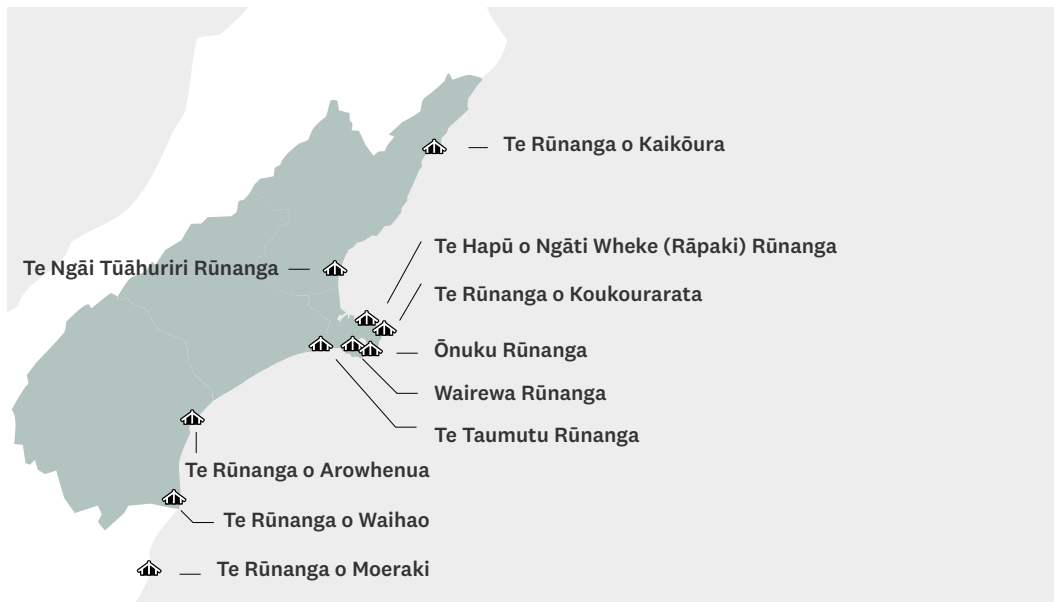 Te Rūnanga o Kaikōura
Te Hapū o Ngāti Wheke (Rāpaki) Rūnanga
Te Ngāi Tūāhuriri Rūnanga
Te Rūnanga o Koukourarata
Ōnuku Rūnanga
Wairewa Rūnanga
Te Taumutu Rūnanga
Te Rūnanga o Arowhenua
Te Rūnanga o Waihao
Te Rūnanga o Moeraki